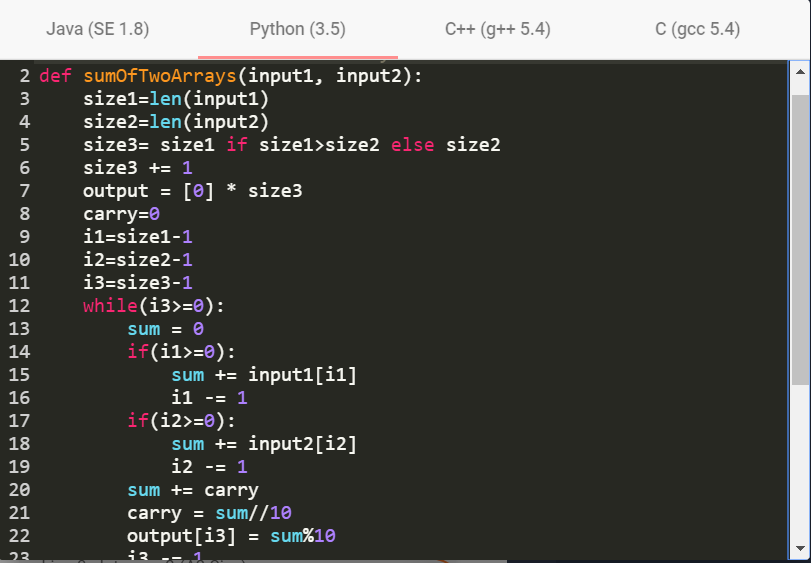 Java (SE 1.8) Python (3.5) C++ (g++ 5.4) C (gcc 5.4)
2 def sumOfTwoArrays(input1, input2):
3     size1=len(input1)
4     size2=len(input2)
5     size3= size1 if size1>size2 else size2
6     size3 += 1
7     output = [0] * size3
8     carry=0
9     i1=size1-1
10     i2=size2-1
11     i3=size3-1
12     while(i3>=0):
13         sum = 0
14         if(i1>=0):
15             sum += input1[i1]
16             i1 -= 1
17         if(i2>=0):
18             sum += input2[i2]
19             i2 -= 1
20         sum += carry
21         carry = sum//10
22         output[i3] = sum%10
23         i3 -= 1